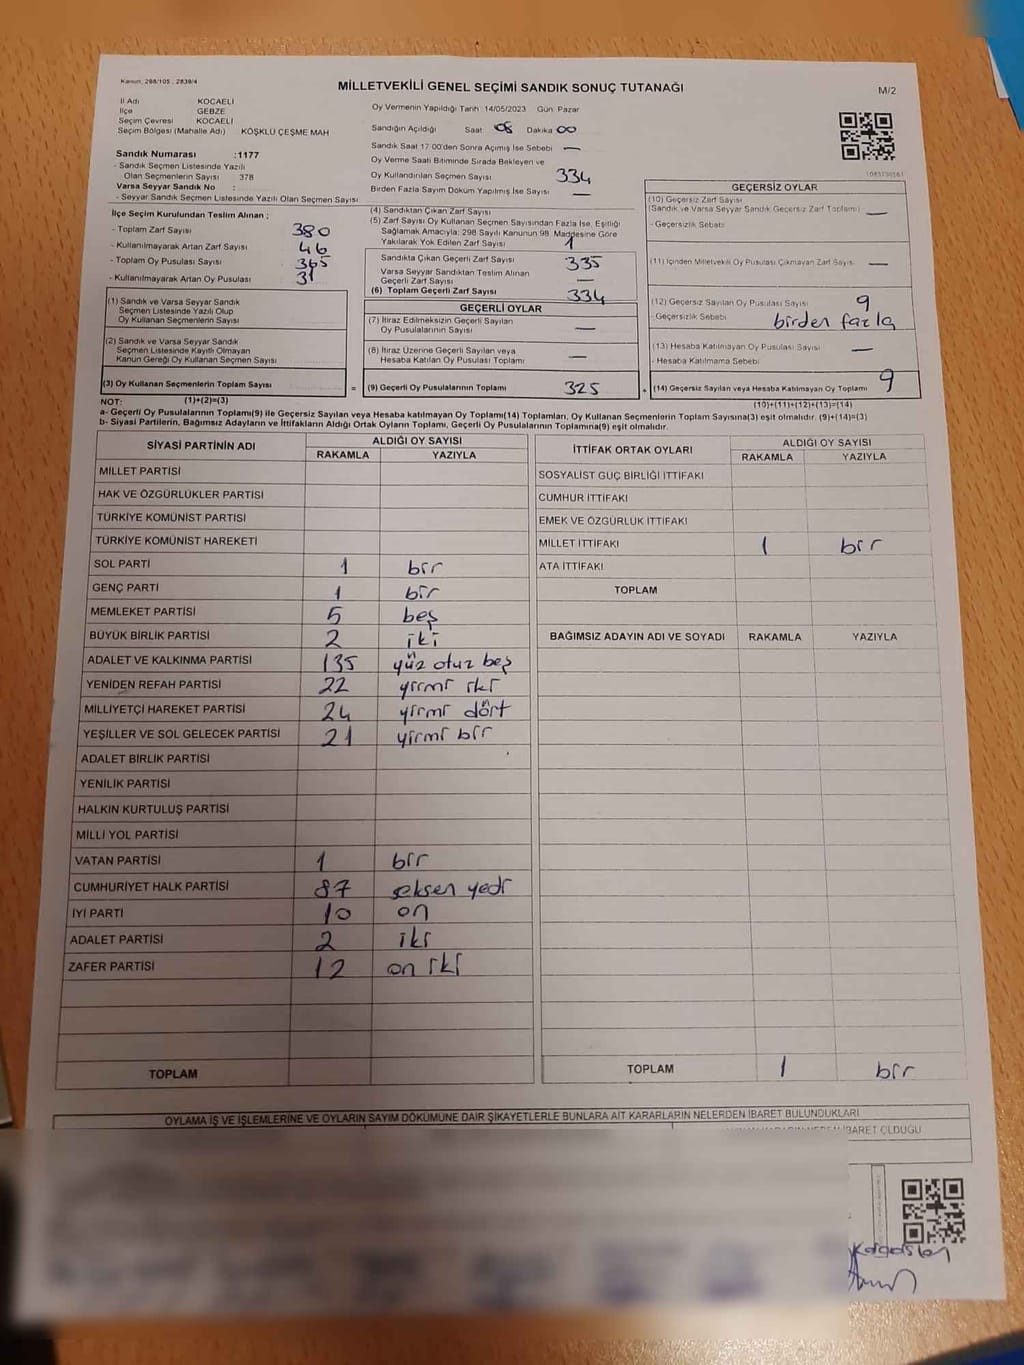 Kanun: 298/105 , 2839/4
MİLLETVEKİLİ GENEL SEÇİMİ SANDIK SONUÇ TUTANAĞI
M/2
İl Adı KOCAELİ
İlçe GEBZE
Seçim Çevresi KOCAELİ
Seçim Bölgesi (Mahalle Adı) KÖŞKLÜ ÇEŞME MAH
Sandık Numarası :1177
- Sandık Seçmen Listesinde Yazılı
Olan Seçmenlerin Sayısı 378
Varsa Seyyar Sandık No :
- Seyyar Sandık Seçmen Listesinde Yazılı Olan Seçmen Sayısı
Oy Vermenin Yapıldığı Tarih 14/05/2023 Gün: Pazar
Sandığın Açıldığı Saat 08 Dakika 00
Sandık Saat 17:00'den Sonra Açılmış İse Sebebi —
Oy Verme Saati Bitiminde Sırada Bekleyen ve
Oy Kullandırılan Seçmen Sayısı 334
Birden Fazla Sayım Döküm Yapılmış İse Sayısı —
İlçe Seçim Kurulundan Teslim Alınan ;
- Toplam Zarf Sayısı 380
- Kullanılmayarak Artan Zarf Sayısı 46
- Toplam Oy Pusulası Sayısı 365
- Kullanılmayarak Artan Oy Pusulası 31
(1) Sandık ve Varsa Seyyar Sandık
Seçmen Listesinde Yazılı Olup
Oy Kullanan Seçmenlerin Sayısı
(2) Sandık ve Varsa Seyyar Sandık
Seçmen Listesinde Kayıtlı Olmayan
Kanun Gereği Oy Kullanan Seçmen Sayısı
(3) Oy Kullanan Seçmenlerin Toplam Sayısı =
(4) Sandıktan Çıkan Zarf Sayısı
(5) Zarf Sayısı Oy Kullanan Seçmen Sayısından Fazla İse, Eşitliği
Sağlamak Amacıyla; 298 Sayılı Kanunun 98. Maddesine Göre
Yakılarak Yok Edilen Zarf Sayısı 1
Sandıkta Çıkan Geçerli Zarf Sayısı 335
Varsa Seyyar Sandıktan Teslim Alınan
Geçerli Zarf Sayısı —
(6) Toplam Geçerli Zarf Sayısı 334
GEÇERLİ OYLAR
(7) İtiraz Edilmeksizin Geçerli Sayılan
Oy Pusulalarının Sayısı —
(8) İtiraz Üzerine Geçerli Sayılan veya
Hesaba Katılan Oy Pusulası Toplamı —
(9) Geçerli Oy Pusulalarının Toplamı 325 +
GEÇERSİZ OYLAR
(10) Geçersiz Zarf Sayısı
(Sandık ve Varsa Seyyar Sandık Geçersiz Zarf Toplamı) —
- Geçersizlik Sebebi
(11) İçinden Milletvekili Oy Pusulası Çıkmayan Zarf Sayısı —
(12) Geçersiz Sayılan Oy Pusulası Sayısı 9
- Geçersizlik Sebebi birden fazla
(13) Hesaba Katılmayan Oy Pusulası Sayısı —
- Hesaba Katılmama Sebebi
(14) Geçersiz Sayılan veya Hesaba Katılmayan Oy Toplamı 9
NOT: (1)+(2)=(3) (10)+(11)+(12)+(13)=(14)
a- Geçerli Oy Pusulalarının Toplamı(9) ile Geçersiz Sayılan veya Hesaba katılmayan Oy Toplamı(14) Toplamları, Oy Kullanan Seçmenlerin Toplam Sayısına(3) eşit olmalıdır. (9)+(14)=(3)
b- Siyasi Partilerin, Bağımsız Adayların ve İttifakların Aldığı Ortak Oyların Toplamı, Geçerli Oy Pusulalarının Toplamına(9) eşit olmalıdır.
SİYASİ PARTİNİN ADI ALDIĞI OY SAYISI
RAKAMLA YAZIYLA
MİLLET PARTİSİ
HAK VE ÖZGÜRLÜKLER PARTİSİ
TÜRKİYE KOMÜNİST PARTİSİ
TÜRKİYE KOMÜNİST HAREKETİ
SOL PARTİ 1 bir
GENÇ PARTİ 1 bir
MEMLEKET PARTİSİ 5 beş
BÜYÜK BİRLİK PARTİSİ 2 iki
ADALET VE KALKINMA PARTİSİ 135 yüz otuz beş
YENİDEN REFAH PARTİSİ 22 yirmi iki
MİLLİYETÇİ HAREKET PARTİSİ 24 yirmi dört
YEŞİLLER VE SOL GELECEK PARTİSİ 21 yirmi bir
ADALET BİRLİK PARTİSİ
YENİLİK PARTİSİ
HALKIN KURTULUŞ PARTİSİ
MİLLİ YOL PARTİSİ
VATAN PARTİSİ 1 bir
CUMHURİYET HALK PARTİSİ 87 seksen yedi
İYİ PARTİ 10 on
ADALET PARTİSİ 2 iki
ZAFER PARTİSİ 12 on iki
TOPLAM
İTTİFAK ORTAK OYLARI ALDIĞI OY SAYISI
RAKAMLA YAZIYLA
SOSYALİST GÜÇ BİRLİĞİ İTTİFAKI
CUMHUR İTTİFAKI
EMEK VE ÖZGÜRLÜK İTTİFAKI
MİLLET İTTİFAKI 1 bir
ATA İTTİFAKI
TOPLAM
BAĞIMSIZ ADAYIN ADI VE SOYADI RAKAMLA YAZIYLA
TOPLAM 1 bir
OYLAMA İŞ VE İŞLEMLERİNE VE OYLARIN SAYIM DÖKÜMÜNE DAİR ŞİKAYETLERLE BUNLARA AİT KARARLARIN NELERDEN İBARET BULUNDUKLARI
İBARET OLDUĞU